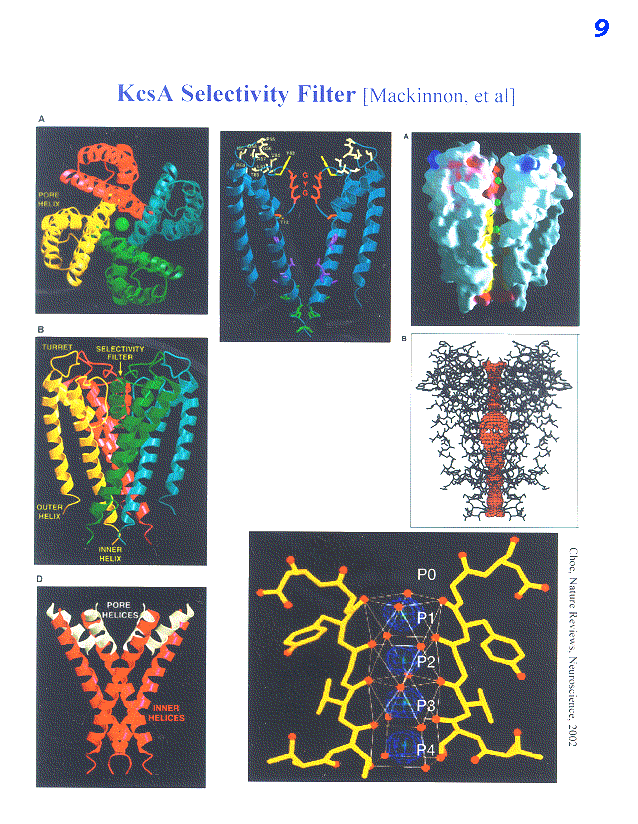 9
KcsA Selectivity Filter [Mackinnon, et al]
A
PORE
HELIX
G
Y
G
A
B
TURRET
SELECTIVITY
FILTER
OUTER
HELIX
INNER
HELIX
B
D
PORE
HELICES
INNER
HELICES
P0
P1
P2
P3
P4
Choe, Nature Reviews, Neuroscience, 2002